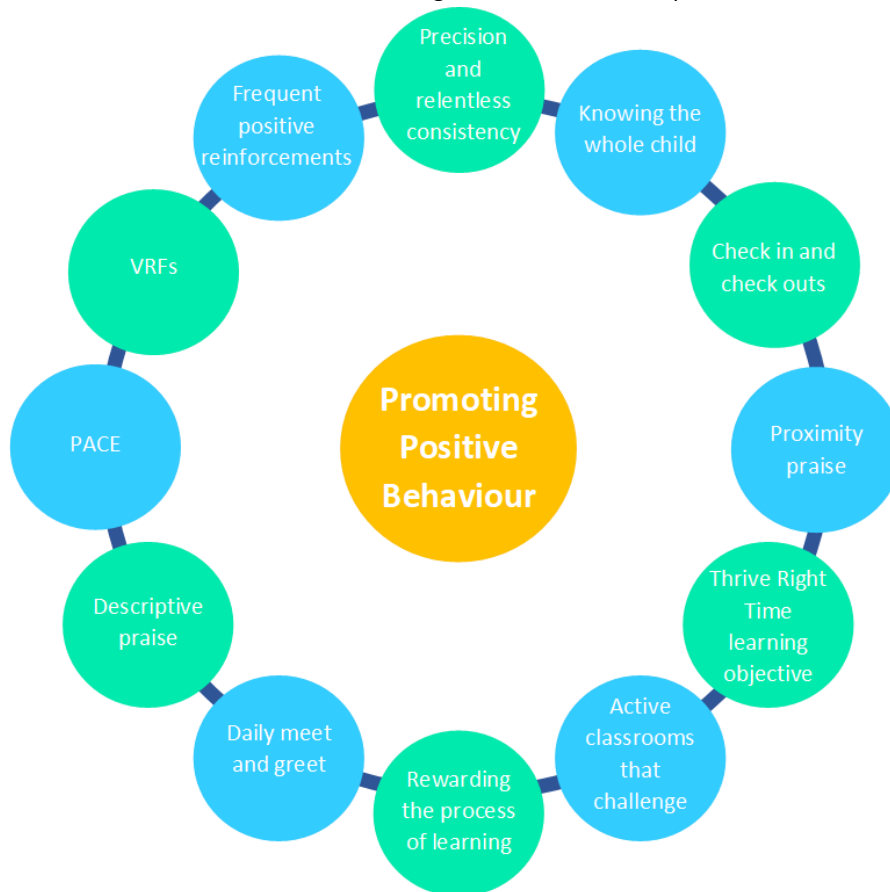 Promoting
Positive
Behaviour
Precision
and
relentless
consistency
Knowing the
whole child
Check in and
check outs
Proximity
praise
Thrive Right
Time
learning
objective
Active
classrooms
that
challenge
Rewarding
the process
of learning
Daily meet
and greet
Descriptive
praise
PACE
VRFs
Frequent
positive
reinforcements